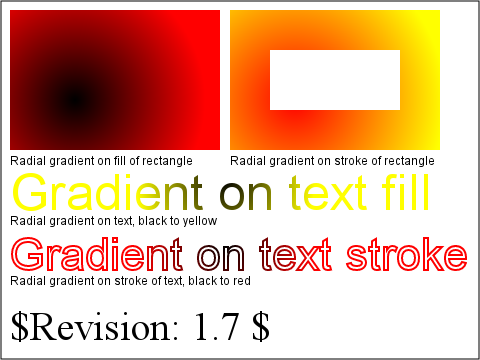 Radial gradient on fill of rectangle
Radial gradient on stroke of rectangle
Gradient on text fill
Radial gradient on text, black to yellow
Gradient on text stroke
Radial gradient on stroke of text, black to red
$Revision: 1.7 $